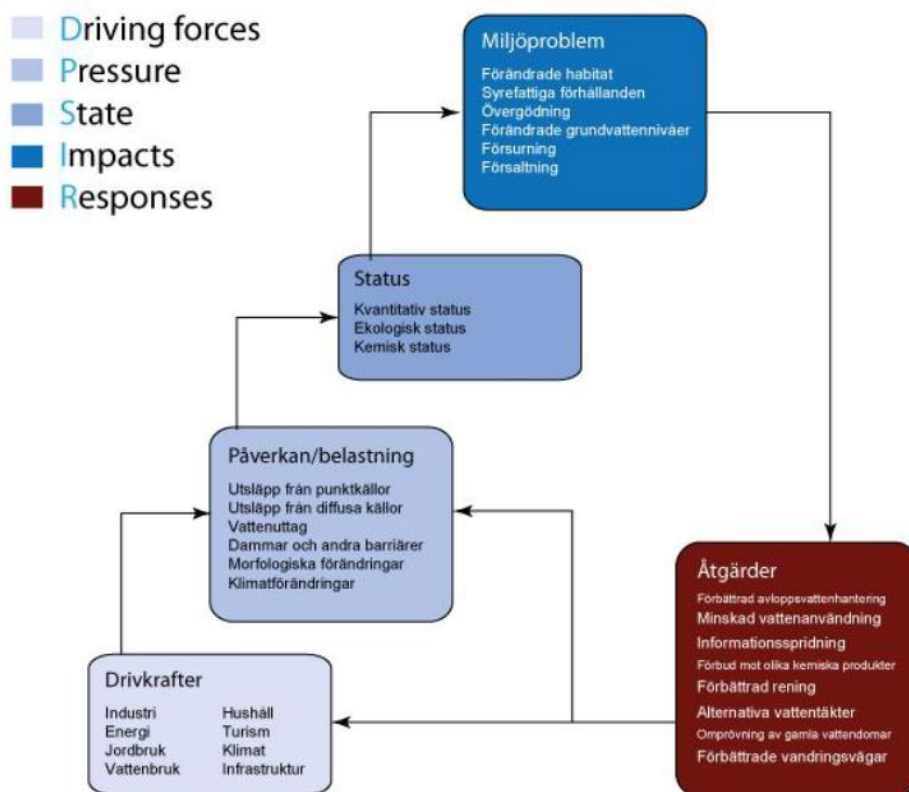 Driving forces
Pressure
State
Impacts
Responses
Miljöproblem
Förändrade habitat
Syrefattiga förhållanden
Övergödning
Förändrade grundvattennivåer
Försurning
Försaltning
Status
Kvantitativ status
Ekologisk status
Kemisk status
Påverkan/belastning
Utsläpp från punktkällor
Utsläpp från diffusa källor
Vattenuttag
Dammar och andra barriärer
Morfologiska förändringar
Klimatförändringar
Drivkrafter
Industri Hushåll
Energi Turism
Jordbruk Klimat
Vattenbruk Infrastruktur
Åtgärder
Förbättrad avloppsvattenhantering
Minskad vattenanvändning
Informationsspridning
Förbud mot olika kemiska produkter
Förbättrad rening
Alternativa vattentäkter
Omprövning av gamla vattendomar
Förbättrade vandringsvägar